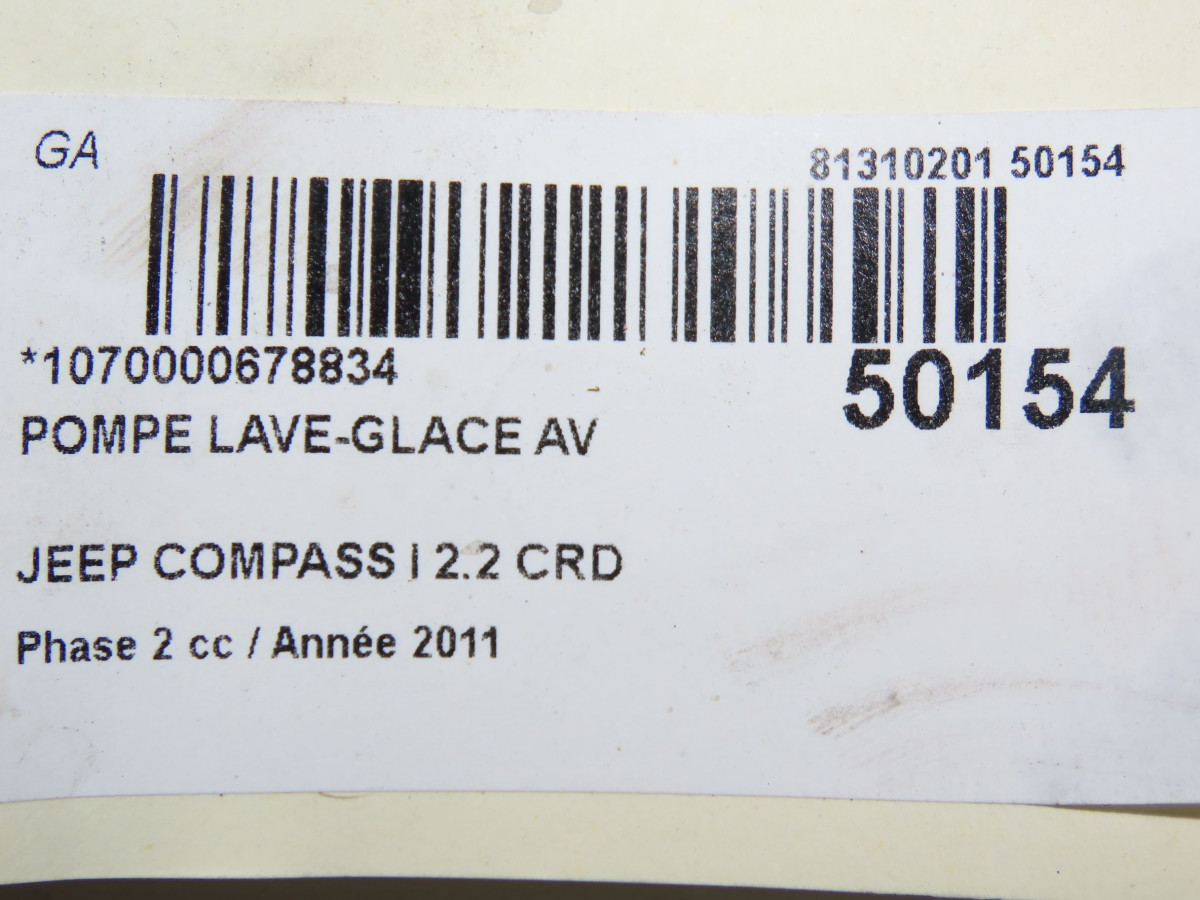 GA
81310201 50154
*1070000678834
50154
POMPE LAVE-GLACE AV
JEEP COMPASS I 2.2 CRD
Phase 2 cc / Année 2011